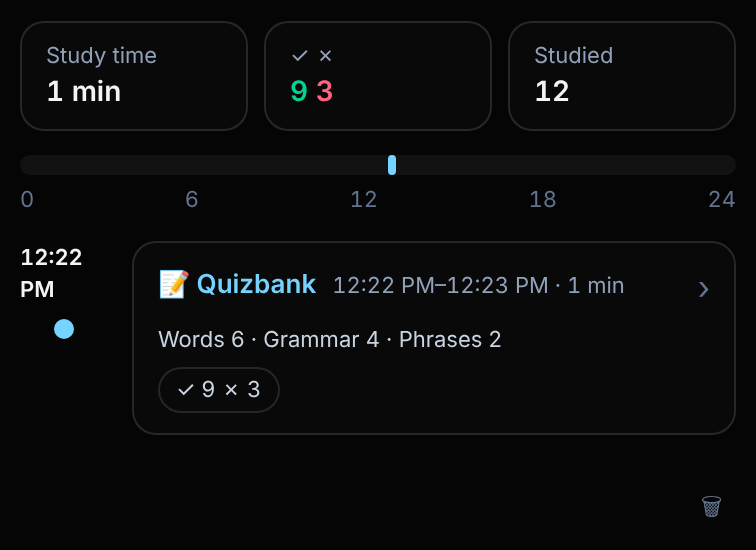 Study time
1 min
✓ ×
9 3
Studied
12
0 6 12 18 24
12:22
PM
📝 Quizbank 12:22 PM–12:23 PM · 1 min ›
Words 6 · Grammar 4 · Phrases 2
✓ 9 × 3